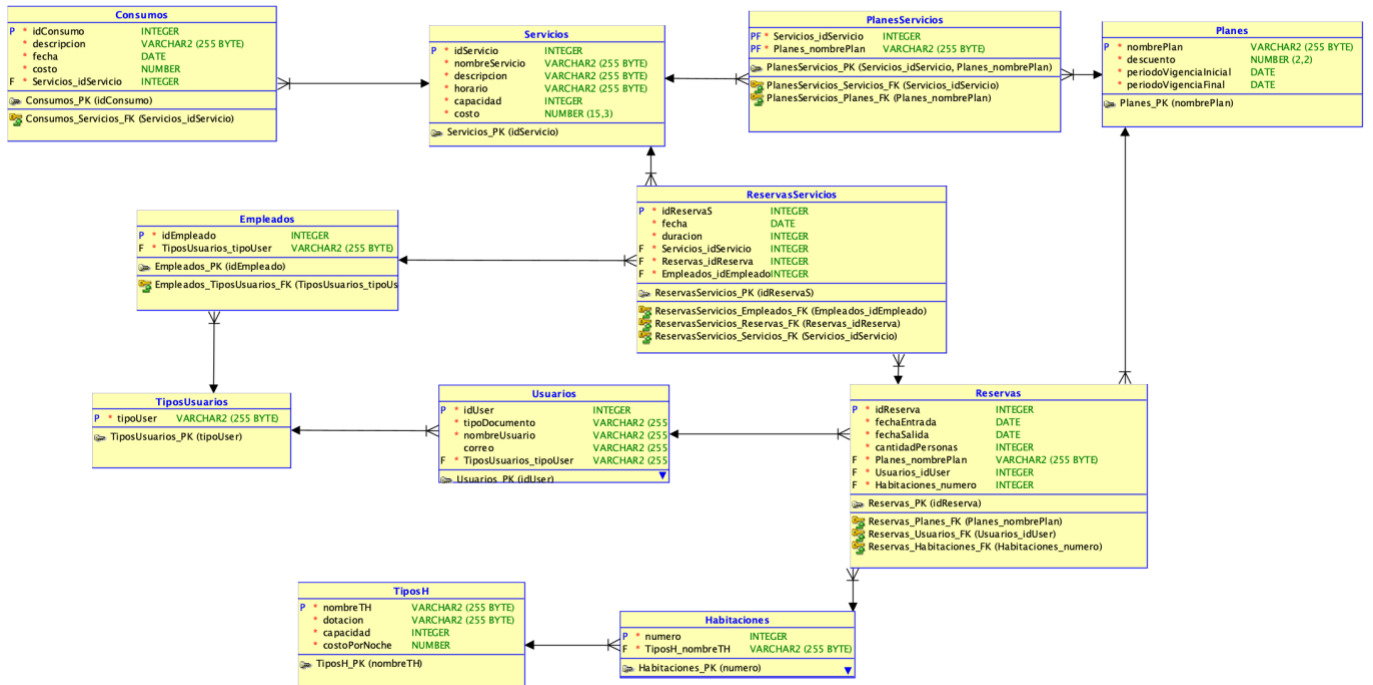 Consumos
P * idConsumo INTEGER
* descripcion VARCHAR2 (255 BYTE)
* fecha DATE
* costo NUMBER
F * Servicios_idServicio INTEGER
Consumos_PK (idConsumo)
Consumos_Servicios_FK (Servicios_idServicio)
Servicios
P * idServicio INTEGER
* nombreServicio VARCHAR2 (255 BYTE)
* descripcion VARCHAR2 (255 BYTE)
* horario VARCHAR2 (255 BYTE)
* capacidad INTEGER
* costo NUMBER (15,3)
Servicios_PK (idServicio)
PlanesServicios
PF * Servicios_idServicio INTEGER
PF * Planes_nombrePlan VARCHAR2 (255 BYTE)
PlanesServicios_PK (Servicios_idServicio, Planes_nombrePlan)
PlanesServicios_Servicios_FK (Servicios_idServicio)
PlanesServicios_Planes_FK (Planes_nombrePlan)
Planes
P * nombrePlan VARCHAR2 (255 BYTE)
* descuento NUMBER (2,2)
* periodoVigenciaInicial DATE
* periodoVigenciaFinal DATE
Planes_PK (nombrePlan)
ReservasServicios
P * idReservaS INTEGER
* fecha DATE
* duracion INTEGER
F * Servicios_idServicio INTEGER
F * Reservas_idReserva INTEGER
F * Empleados_idEmpleado INTEGER
ReservasServicios_PK (idReservaS)
ReservasServicios_Empleados_FK (Empleados_idEmpleado)
ReservasServicios_Reservas_FK (Reservas_idReserva)
ReservasServicios_Servicios_FK (Servicios_idServicio)
Empleados
P * idEmpleado INTEGER
F * TiposUsuarios_tipoUser VARCHAR2 (255 BYTE)
Empleados_PK (idEmpleado)
Empleados_TiposUsuarios_FK (TiposUsuarios_tipoUs
TiposUsuarios
P * tipoUser VARCHAR2 (255 BYTE)
TiposUsuarios_PK (tipoUser)
Usuarios
P * idUser INTEGER
* tipoDocumento VARCHAR2 (255
* nombreUsuario VARCHAR2 (255
correo VARCHAR2 (255
F * TiposUsuarios_tipoUser VARCHAR2 (255
Usuarios_PK (idUser)
Reservas
P * idReserva INTEGER
* fechaEntrada DATE
* fechaSalida DATE
* cantidadPersonas INTEGER
F * Planes_nombrePlan VARCHAR2 (255 BYTE)
F * Usuarios_idUser INTEGER
F * Habitaciones_numero INTEGER
Reservas_PK (idReserva)
Reservas_Planes_FK (Planes_nombrePlan)
Reservas_Usuarios_FK (Usuarios_idUser)
Reservas_Habitaciones_FK (Habitaciones_numero)
TiposH
P * nombreTH VARCHAR2 (255 BYTE)
* dotacion VARCHAR2 (255 BYTE)
* capacidad INTEGER
* costoPorNoche NUMBER
TiposH_PK (nombreTH)
Habitaciones
P * numero INTEGER
F * TiposH_nombreTH VARCHAR2 (255 BYTE)
Habitaciones_PK (numero)